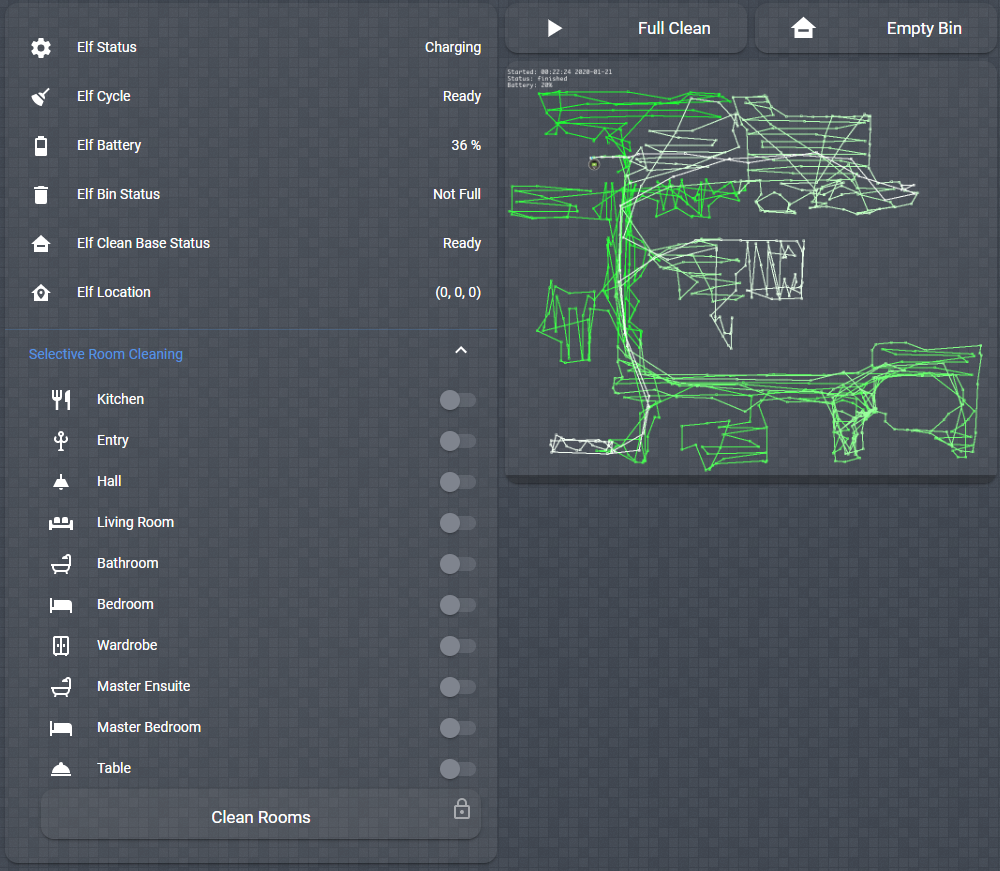 Elf Status Charging
Elf Cycle Ready
Elf Battery 36 %
Elf Bin Status Not Full
Elf Clean Base Status Ready
Elf Location (0, 0, 0)
Selective Room Cleaning
Kitchen
Entry
Hall
Living Room
Bathroom
Bedroom
Wardrobe
Master Ensuite
Master Bedroom
Table
Clean Rooms
Full Clean
Empty Bin
Started: 00:22:24 2020-01-21
Status: finished
Battery: 20%